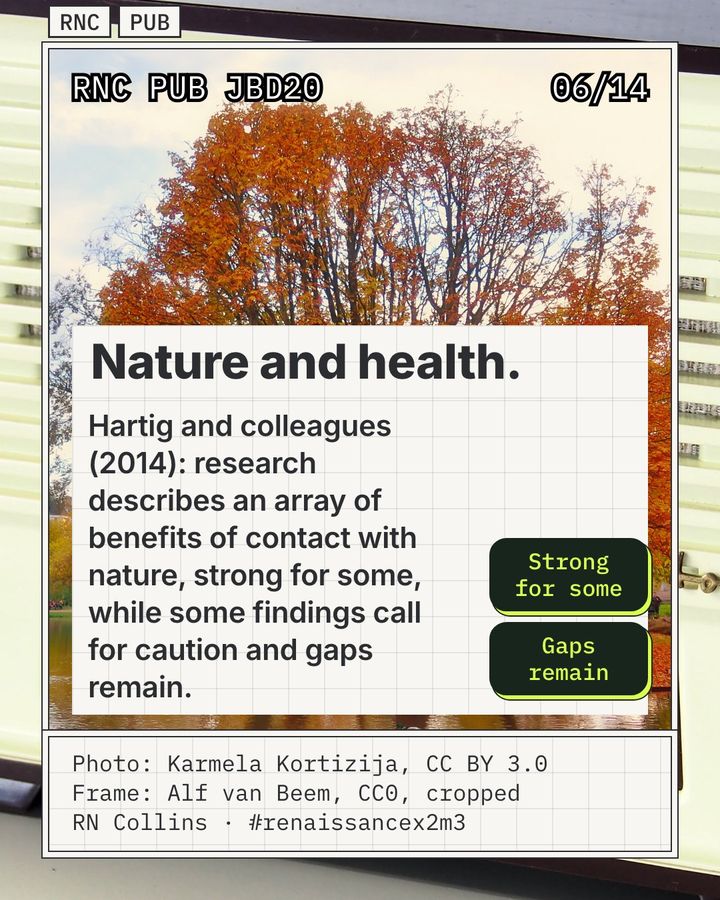 RNC PUB
RNC PUB JBD20 06/14
Nature and health.
Hartig and colleagues
(2014): research
describes an array of
benefits of contact with
nature, strong for some,
while some findings call
for caution and gaps
remain.
Strong
for some
Gaps
remain
Photo: Karmela Kortizija, CC BY 3.0
Frame: Alf van Beem, CC0, cropped
RN Collins · #renaissancex2m3